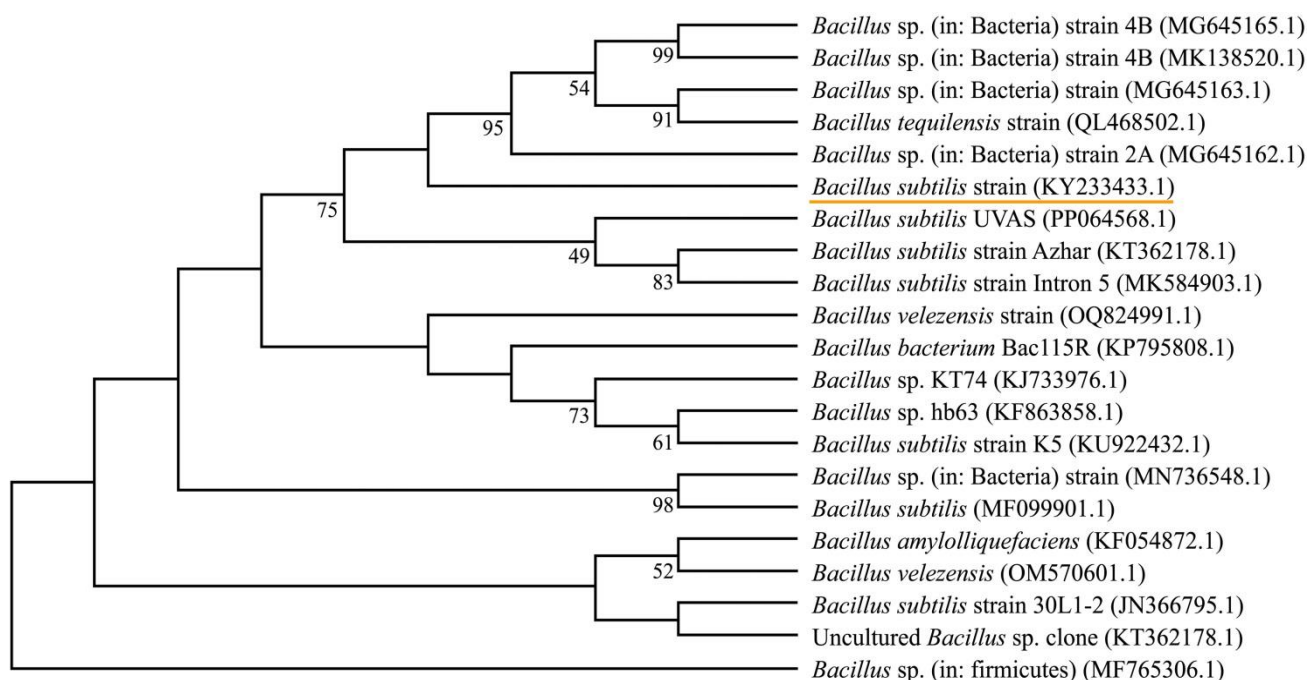 Bacillus sp. (in: Bacteria) strain 4B (MG645165.1)
99
Bacillus sp. (in: Bacteria) strain 4B (MK138520.1)
54
Bacillus sp. (in: Bacteria) strain (MG645163.1)
91
Bacillus tequilensis strain (QL468502.1)
95
Bacillus sp. (in: Bacteria) strain 2A (MG645162.1)
Bacillus subtilis strain (KY233433.1)
75
Bacillus subtilis UVAS (PP064568.1)
49
Bacillus subtilis strain Azhar (KT362178.1)
83
Bacillus subtilis strain Intron 5 (MK584903.1)
Bacillus velezensis strain (OQ824991.1)
Bacillus bacterium Bac115R (KP795808.1)
Bacillus sp. KT74 (KJ733976.1)
73
Bacillus sp. hb63 (KF863858.1)
61
Bacillus subtilis strain K5 (KU922432.1)
Bacillus sp. (in: Bacteria) strain (MN736548.1)
98
Bacillus subtilis (MF099901.1)
Bacillus amylolliquefaciens (KF054872.1)
52
Bacillus velezensis (OM570601.1)
Bacillus subtilis strain 30L1-2 (JN366795.1)
Uncultured Bacillus sp. clone (KT362178.1)
Bacillus sp. (in: firmicutes) (MF765306.1)